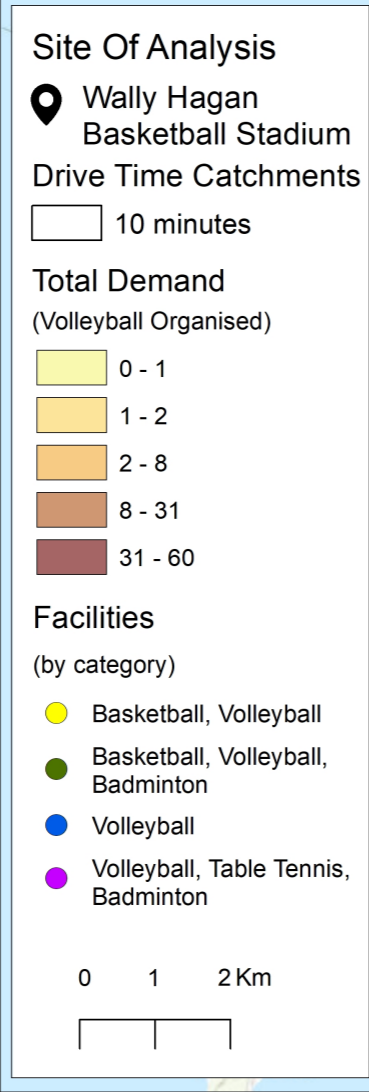 Site Of Analysis
Wally Hagan
Basketball Stadium
Drive Time Catchments
10 minutes
Total Demand
(Volleyball Organised)
0 - 1
1 - 2
2 - 8
8 - 31
31 - 60
Facilities
(by category)
Basketball, Volleyball
Basketball, Volleyball,
Badminton
Volleyball
Volleyball, Table Tennis,
Badminton
0 1 2 Km